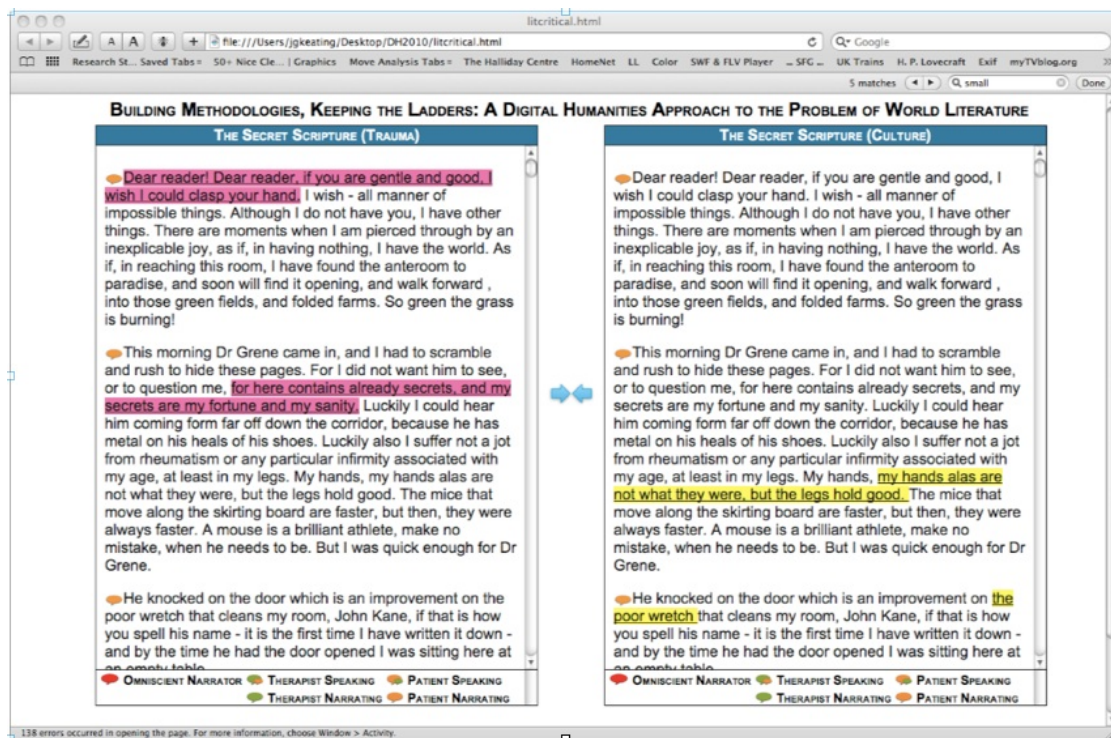 litcritical.html
A A + file:///Users/jgkeating/Desktop/DH2010/litcritical.html Google
Research St... Saved Tabs 50+ Nice Cle... | Graphics Move Analysis Tabs The Halliday Centre HomeNet LL Color SWF & FLV Player ... SFG ... UK Trains H. P. Lovecraft Exif myTVblog.org >>
5 matches small Done
BUILDING METHODOLOGIES, KEEPING THE LADDERS: A DIGITAL HUMANITIES APPROACH TO THE PROBLEM OF WORLD LITERATURE
THE SECRET SCRIPTURE (TRAUMA)
Dear reader! Dear reader, if you are gentle and good, I
wish I could clasp your hand. I wish - all manner of
impossible things. Although I do not have you, I have other
things. There are moments when I am pierced through by an
inexplicable joy, as if, in having nothing, I have the world. As
if, in reaching this room, I have found the anteroom to
paradise, and soon will find it opening, and walk forward ,
into those green fields, and folded farms. So green the grass
is burning!
This morning Dr Grene came in, and I had to scramble
and rush to hide these pages. For I did not want him to see,
or to question me, for here contains already secrets, and my
secrets are my fortune and my sanity. Luckily I could hear
him coming form far off down the corridor, because he has
metal on his heals of his shoes. Luckily also I suffer not a jot
from rheumatism or any particular infirmity associated with
my age, at least in my legs. My hands, my hands alas are
not what they were, but the legs hold good. The mice that
move along the skirting board are faster, but then, they were
always faster. A mouse is a brilliant athlete, make no
mistake, when he needs to be. But I was quick enough for Dr
Grene.
He knocked on the door which is an improvement on the
poor wretch that cleans my room, John Kane, if that is how
you spell his name - it is the first time I have written it down -
and by the time he had the door opened I was sitting here at
an empty table.
OMNISCIENT NARRATOR THERAPIST SPEAKING PATIENT SPEAKING
THERAPIST NARRATING PATIENT NARRATING
THE SECRET SCRIPTURE (CULTURE)
Dear reader! Dear reader, if you are gentle and good, I
wish I could clasp your hand. I wish - all manner of
impossible things. Although I do not have you, I have other
things. There are moments when I am pierced through by an
inexplicable joy, as if, in having nothing, I have the world. As
if, in reaching this room, I have found the anteroom to
paradise, and soon will find it opening, and walk forward ,
into those green fields, and folded farms. So green the grass
is burning!
This morning Dr Grene came in, and I had to scramble
and rush to hide these pages. For I did not want him to see,
or to question me, for here contains already secrets, and my
secrets are my fortune and my sanity. Luckily I could hear
him coming form far off down the corridor, because he has
metal on his heals of his shoes. Luckily also I suffer not a jot
from rheumatism or any particular infirmity associated with
my age, at least in my legs. My hands, my hands alas are
not what they were, but the legs hold good. The mice that
move along the skirting board are faster, but then, they were
always faster. A mouse is a brilliant athlete, make no
mistake, when he needs to be. But I was quick enough for Dr
Grene.
He knocked on the door which is an improvement on the
poor wretch that cleans my room, John Kane, if that is how
you spell his name - it is the first time I have written it down -
and by the time he had the door opened I was sitting here at
an empty table.
OMNISCIENT NARRATOR THERAPIST SPEAKING PATIENT SPEAKING
THERAPIST NARRATING PATIENT NARRATING
138 errors occurred in opening the page. For more information, choose Window > Activity.